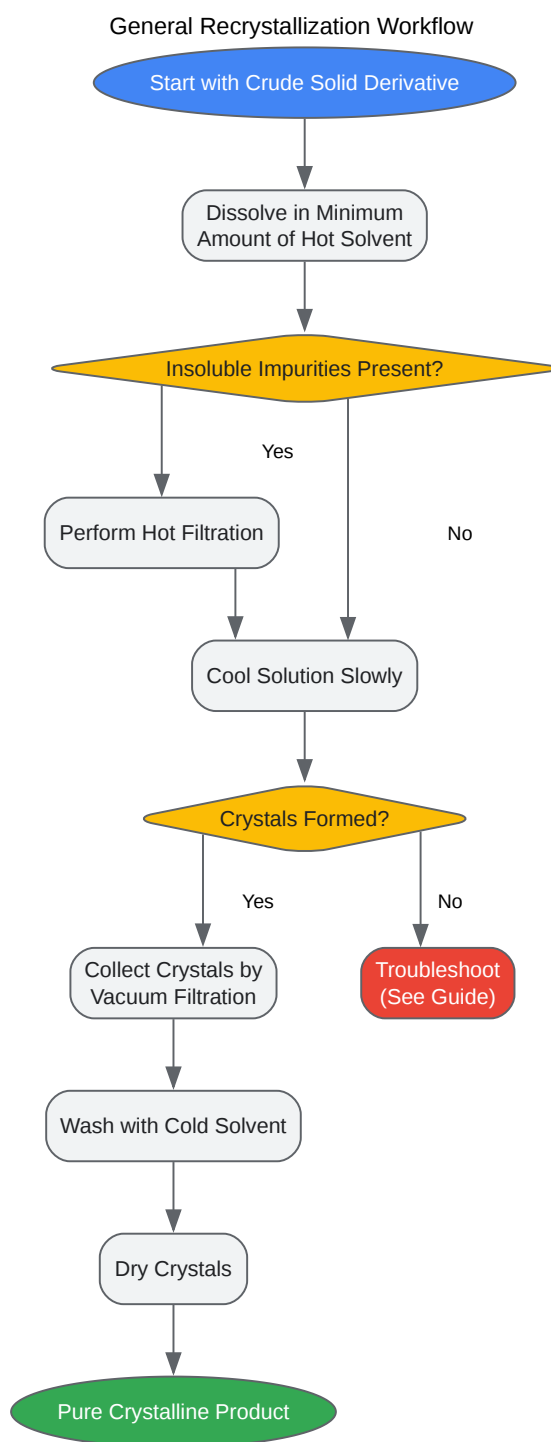 General Recrystallization Workflow
Start with Crude Solid Derivative
Dissolve in Minimum
Amount of Hot Solvent
Insoluble Impurities Present?
Yes
Perform Hot Filtration
No
Cool Solution Slowly
Crystals Formed?
Yes
No
Collect Crystals by
Vacuum Filtration
Troubleshoot
(See Guide)
Wash with Cold Solvent
Dry Crystals
Pure Crystalline Product